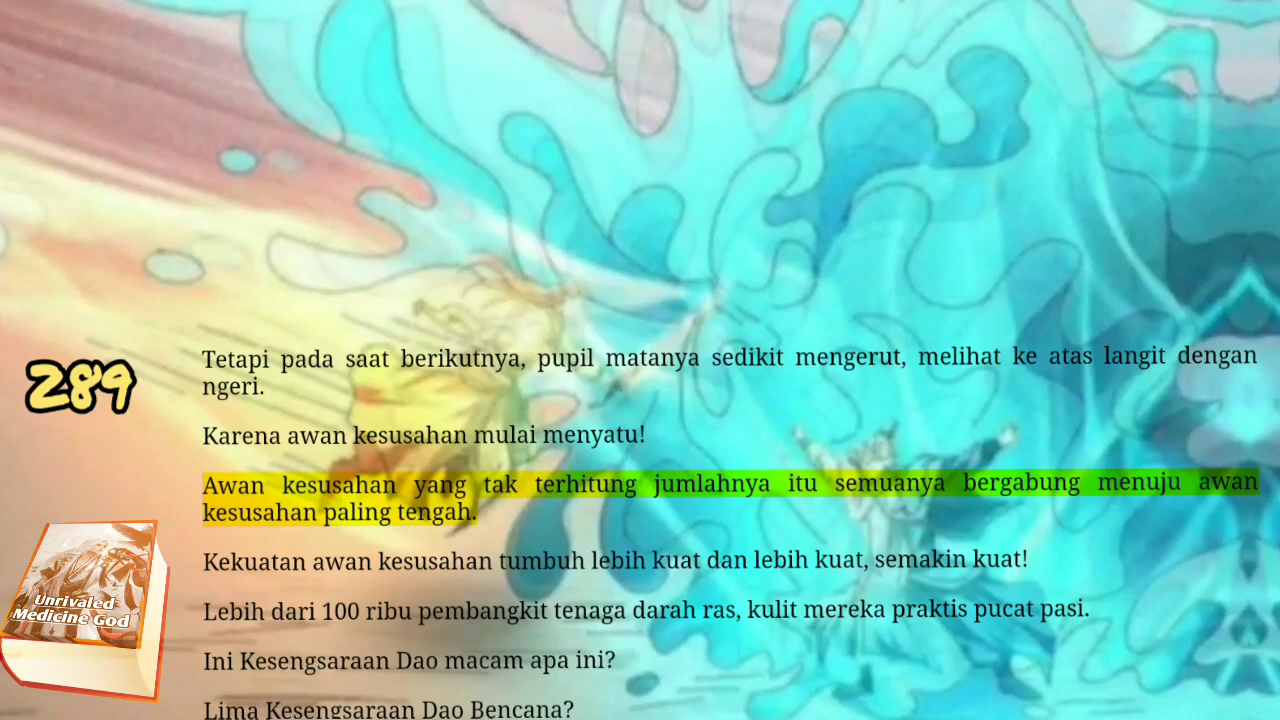 Tetapi pada saat berikutnya, pupil matanya sedikit mengerut, melihat ke atas langit dengan
ngeri.
289
Karena awan kesusahan mulai menyatu!
Awan kesusahan yang tak terhitung jumlahnya itu semuanya bergabung menuju awan
kesusahan paling tengah.
Kekuatan awan kesusahan tumbuh lebih kuat dan lebih kuat, semakin kuat!
Lebih dari 100 ribu pembangkit tenaga darah ras, kulit mereka praktis pucat pasi.
Unrivaled
Medicine God
Ini Kesengsaraan Dao macam apa ini?
Lima Kesengsaraan Dao Bencana?